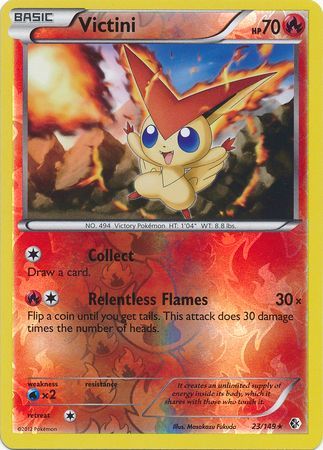 BASIC
Victini
HP 70
NO. 494 Victory Pokémon HT: 1'04" WT: 8.8 lbs.
Collect
Draw a card.
Relentless Flames 30×
Flip a coin until you get tails. This attack does 30 damage
times the number of heads.
weakness resistance
×2
It creates an unlimited supply of
energy inside its body, which it
shares with those who touch it.
retreat
©2012 Pokémon
Illus. Masakazu Fukuda
23/149